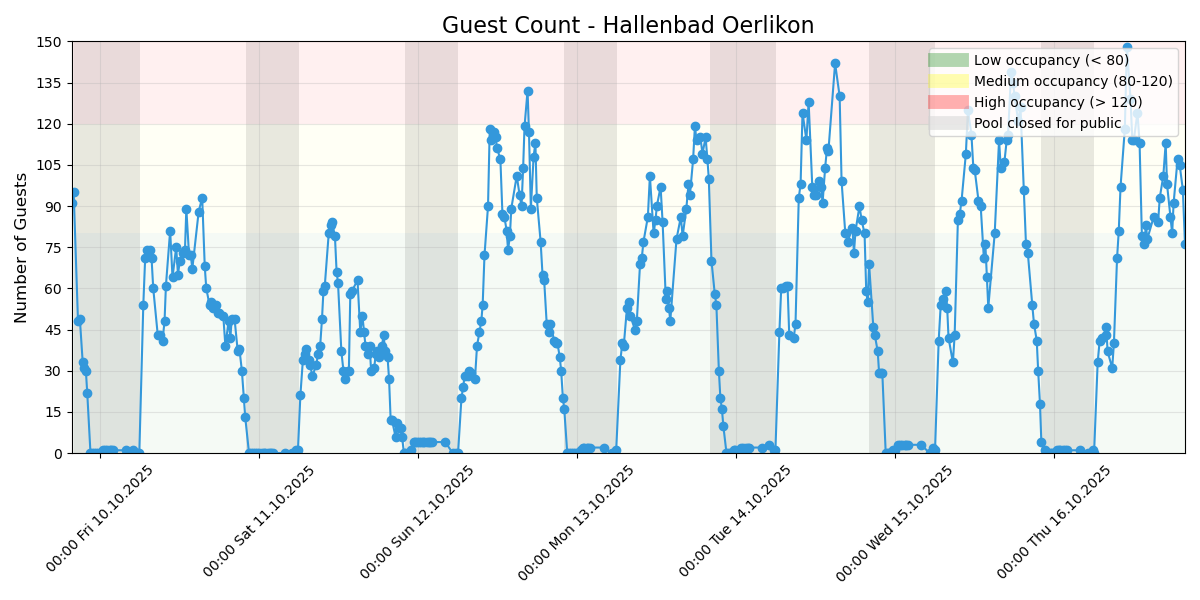 Guest Count - Hallenbad Oerlikon
Number of Guests
150
135
120
105
90
75
60
45
30
15
0
Low occupancy (< 80)
Medium occupancy (80-120)
High occupancy (> 120)
Pool closed for public
00:00 Fri 10.10.2025
00:00 Sat 11.10.2025
00:00 Sun 12.10.2025
00:00 Mon 13.10.2025
00:00 Tue 14.10.2025
00:00 Wed 15.10.2025
00:00 Thu 16.10.2025